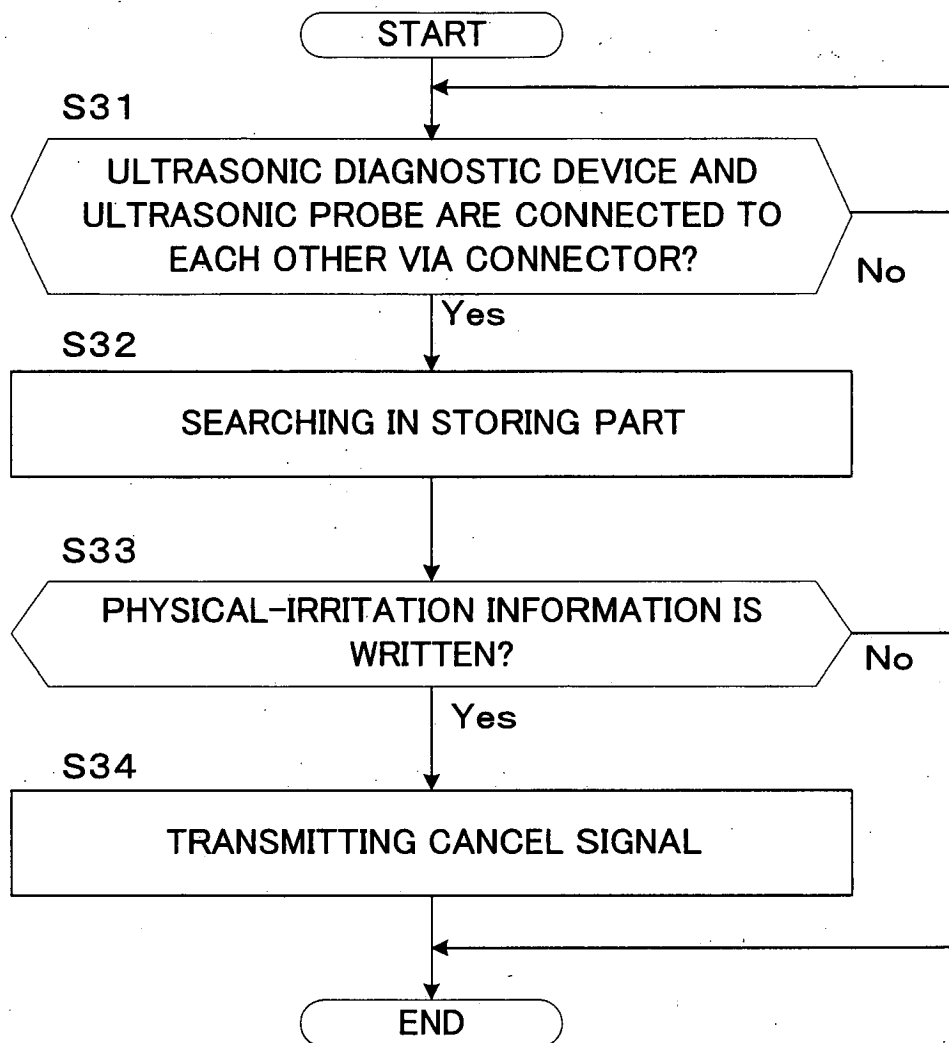 START
S31
ULTRASONIC DIAGNOSTIC DEVICE AND
ULTRASONIC PROBE ARE CONNECTED TO
EACH OTHER VIA CONNECTOR?
No
Yes
S32
SEARCHING IN STORING PART
S33
PHYSICAL-IRRITATION INFORMATION IS
WRITTEN?
No
Yes
S34
TRANSMITTING CANCEL SIGNAL
END